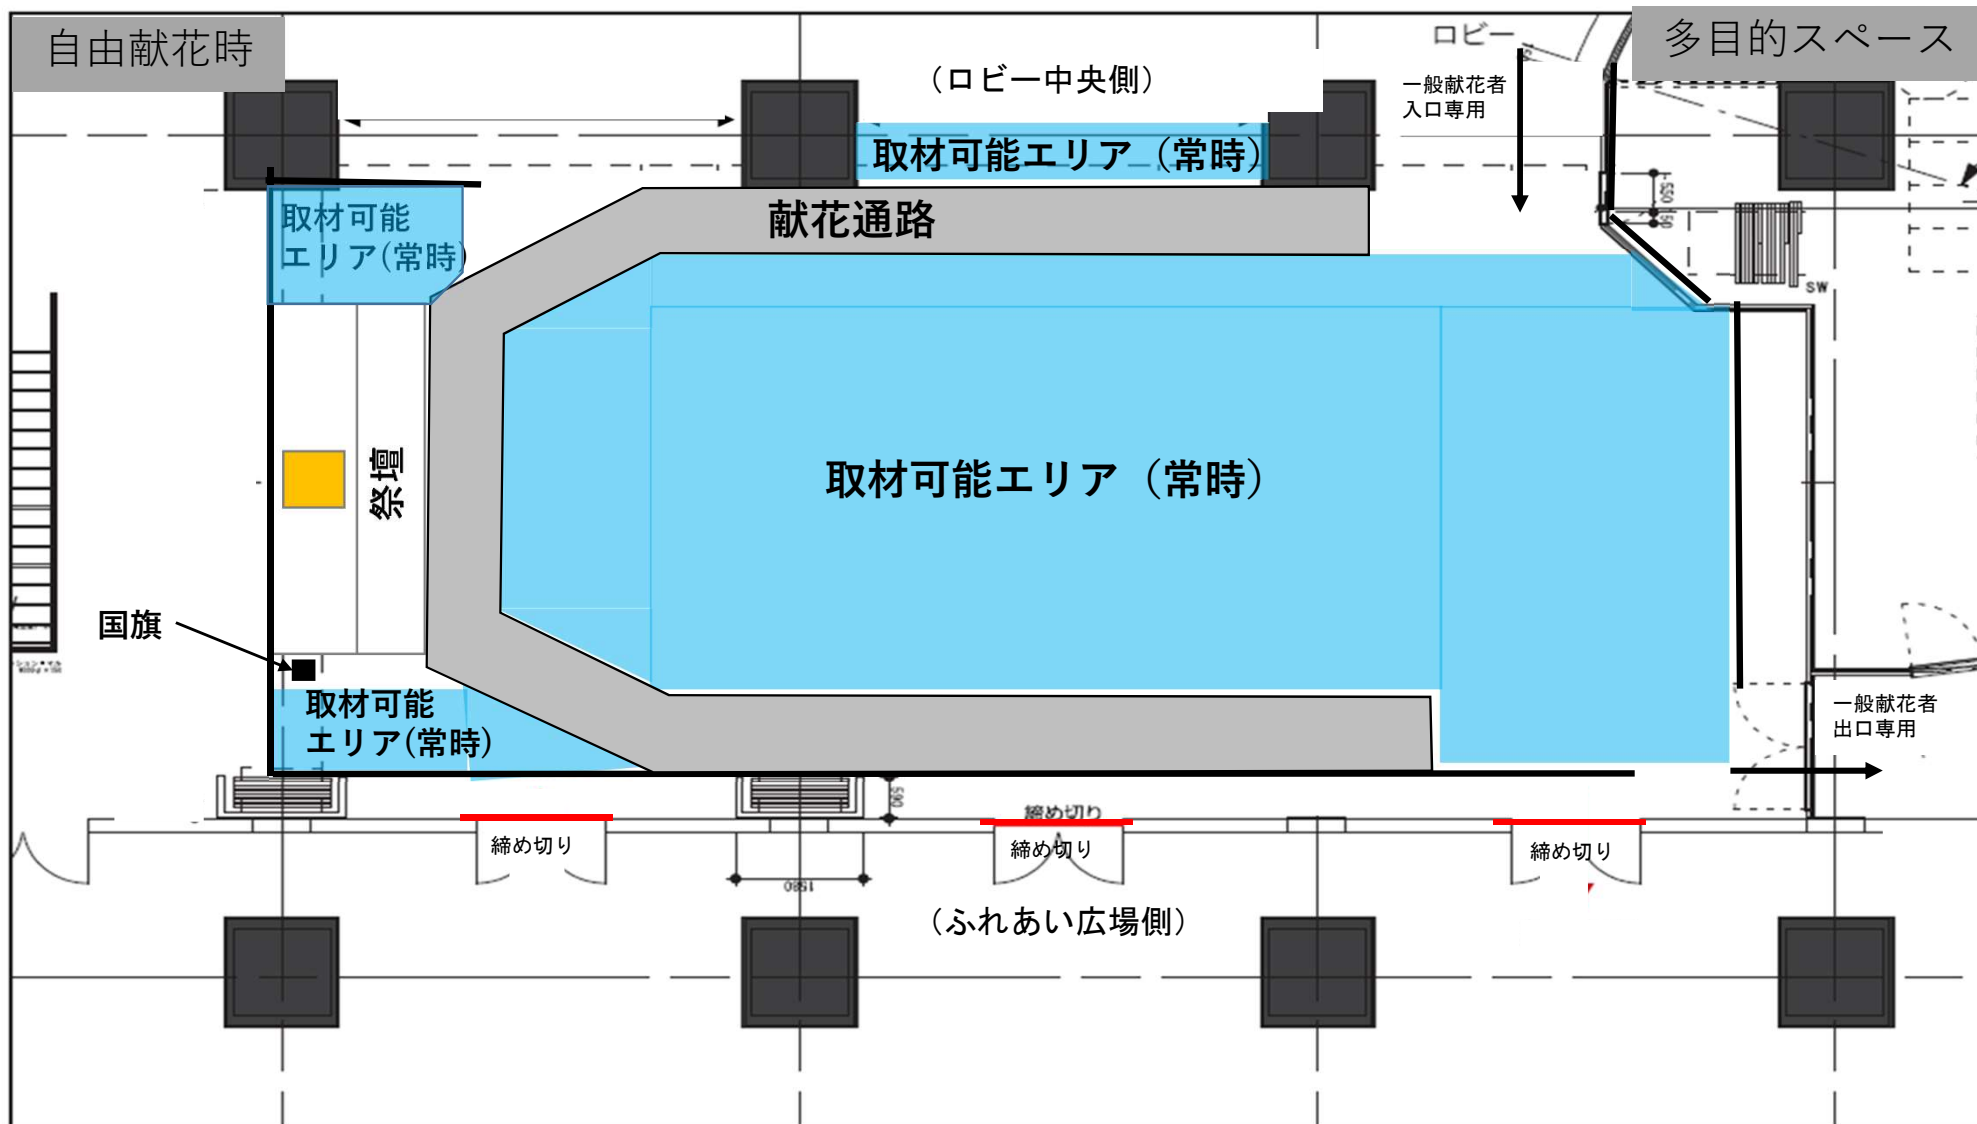 自由献花時
ロビー
多目的スペース
（ロビー中央側）
一般献花者
入口専用
取材可能エリア（常時）
取材可能
エリア(常時)
献花通路
550
50
SW
祭壇
取材可能エリア（常時）
国旗
取材可能
エリア(常時)
一般献花者
出口専用
590
締め切り
締め切り
締め切り
締め切り
1580
（ふれあい広場側）